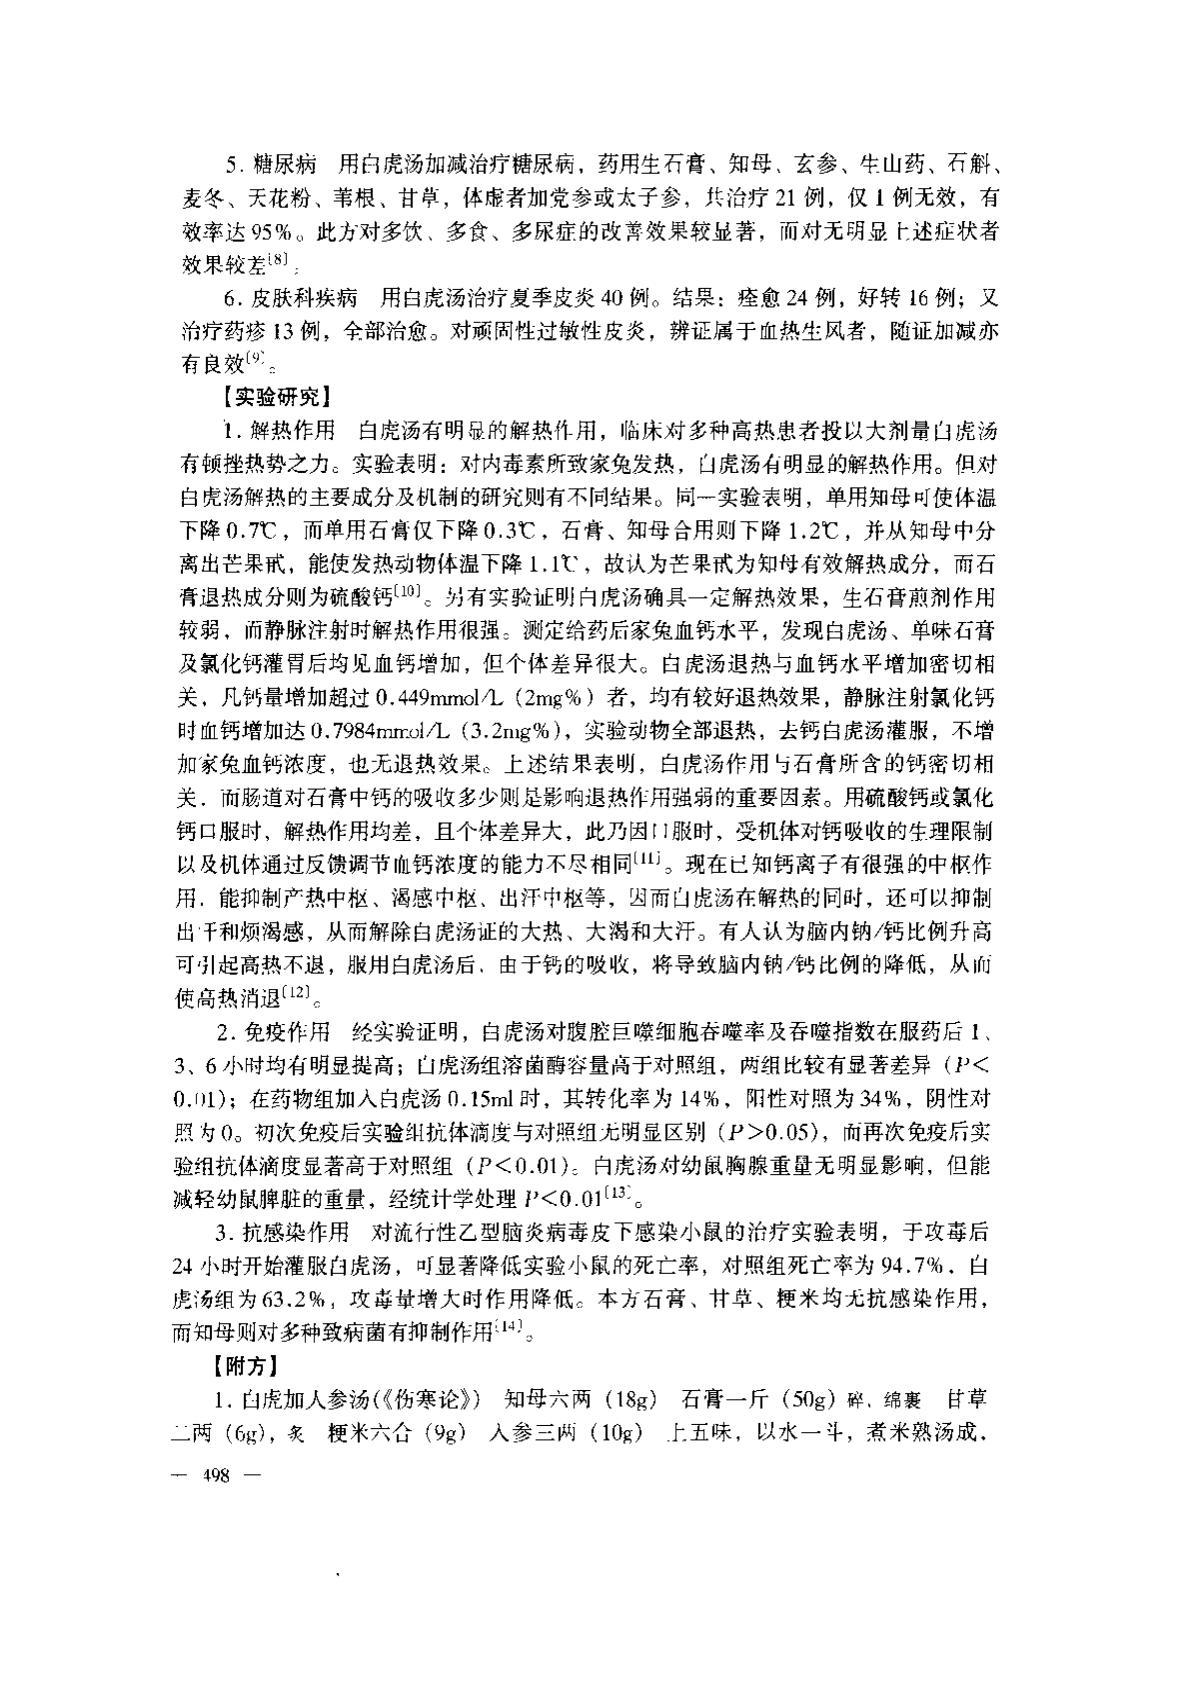 5. 糖尿病　用白虎汤加减治疗糖尿病，药用生石膏、知母、玄参、生山药、石斛、
麦冬、天花粉、苇根、甘草，体虚者加党参或太子参，共治疗 21 例，仅 1 例无效，有
效率达 95%。此方对多饮、多食、多尿症的改善效果较显著，而对无明显上述症状者
效果较差〔8〕。
6. 皮肤科疾病　用白虎汤治疗夏季皮炎 40 例。结果：痊愈 24 例，好转 16 例；又
治疗药疹 13 例，全部治愈。对顽固性过敏性皮炎，辨证属于血热生风者，随证加减亦
有良效〔9〕。
【实验研究】
1. 解热作用　白虎汤有明显的解热作用，临床对多种高热患者投以大剂量白虎汤
有顿挫热势之力。实验表明：对内毒素所致家兔发热，白虎汤有明显的解热作用。但对
白虎汤解热的主要成分及机制的研究则有不同结果。同一实验表明，单用知母可使体温
下降 0.7℃，而单用石膏仅下降 0.3℃，石膏、知母合用则下降 1.2℃，并从知母中分
离出芒果甙，能使发热动物体温下降 1.1℃，故认为芒果甙为知母有效解热成分，而石
膏退热成分则为硫酸钙〔10〕。另有实验证明白虎汤确具一定解热效果，生石膏煎剂作用
较弱，而静脉注射时解热作用很强。测定给药后家兔血钙水平，发现白虎汤、单味石膏
及氯化钙灌胃后均见血钙增加，但个体差异很大。白虎汤退热与血钙水平增加密切相
关，凡钙量增加超过 0.449mmol/L（2mg%）者，均有较好退热效果，静脉注射氯化钙
时血钙增加达 0.7984mmol/L（3.2mg%），实验动物全部退热，去钙白虎汤灌服，不增
加家兔血钙浓度，也无退热效果。上述结果表明，白虎汤作用与石膏所含的钙密切相
关，而肠道对石膏中钙的吸收多少则是影响退热作用强弱的重要因素。用硫酸钙或氯化
钙口服时，解热作用均差，且个体差异大，此乃因口服时，受机体对钙吸收的生理限制
以及机体通过反馈调节血钙浓度的能力不尽相同〔11〕。现在已知钙离子有很强的中枢作
用，能抑制产热中枢、渴感中枢、出汗中枢等，因而白虎汤在解热的同时，还可以抑制
出汗和烦渴感，从而解除白虎汤证的大热、大渴和大汗。有人认为脑内钠/钙比例升高
可引起高热不退，服用白虎汤后，由于钙的吸收，将导致脑内钠/钙比例的降低，从而
使高热消退〔12〕。
2. 免疫作用　经实验证明，白虎汤对腹腔巨噬细胞吞噬率及吞噬指数在服药后 1、
3、6 小时均有明显提高；白虎汤组溶菌酶容量高于对照组，两组比较有显著差异（P＜
0.01）；在药物组加入白虎汤 0.15ml 时，其转化率为 14%，阳性对照为 34%，阴性对
照为 0。初次免疫后实验组抗体滴度与对照组无明显区别（P＞0.05），而再次免疫后实
验组抗体滴度显著高于对照组（P＜0.01）。白虎汤对幼鼠胸腺重量无明显影响，但能
减轻幼鼠脾脏的重量，经统计学处理 P＜0.01〔13〕。
3. 抗感染作用　对流行性乙型脑炎病毒皮下感染小鼠的治疗实验表明，于攻毒后
24 小时开始灌服白虎汤，可显著降低实验小鼠的死亡率，对照组死亡率为 94.7%，白
虎汤组为 63.2%，攻毒量增大时作用降低。本方石膏、甘草、粳米均无抗感染作用，
而知母则对多种致病菌有抑制作用〔14〕。
【附方】
1. 白虎加人参汤(《伤寒论》)　知母六两（18g）　石膏一斤（50g）碎，绵裹　甘草
二两（6g），炙　粳米六合（9g）　人参三两（10g）　上五味，以水一斗，煮米熟汤成，
— 498 —